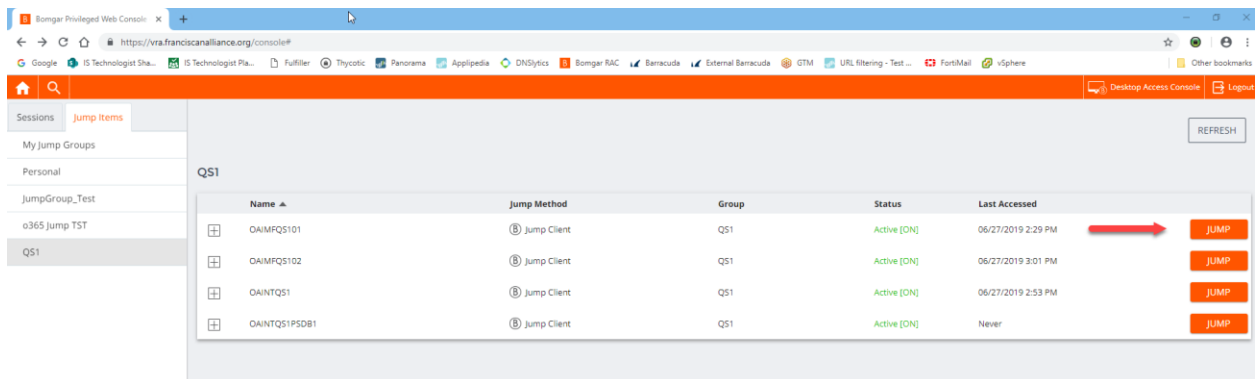 Bomgar Privileged Web Console
https://vra.franciscanalliance.org/console#
Google IS Technologist Sha... IS Technologist Pla... Fulfiller Thycotic Panorama Applipedia DNSlytics Bomgar RAC Barracuda External Barracuda GTM URL filtering - Test ... FortiMail vSphere Other bookmarks
Desktop Access Console Logout
Sessions Jump Items
REFRESH
My Jump Groups
Personal
JumpGroup_Test
o365 Jump TST
QS1
QS1
Name Jump Method Group Status Last Accessed
OAIMFQS101 Jump Client QS1 Active [ON] 06/27/2019 2:29 PM JUMP
OAIMFQS102 Jump Client QS1 Active [ON] 06/27/2019 3:01 PM JUMP
OAINTQS1 Jump Client QS1 Active [ON] 06/27/2019 2:53 PM JUMP
OAINTQS1PSDB1 Jump Client QS1 Active [ON] Never JUMP